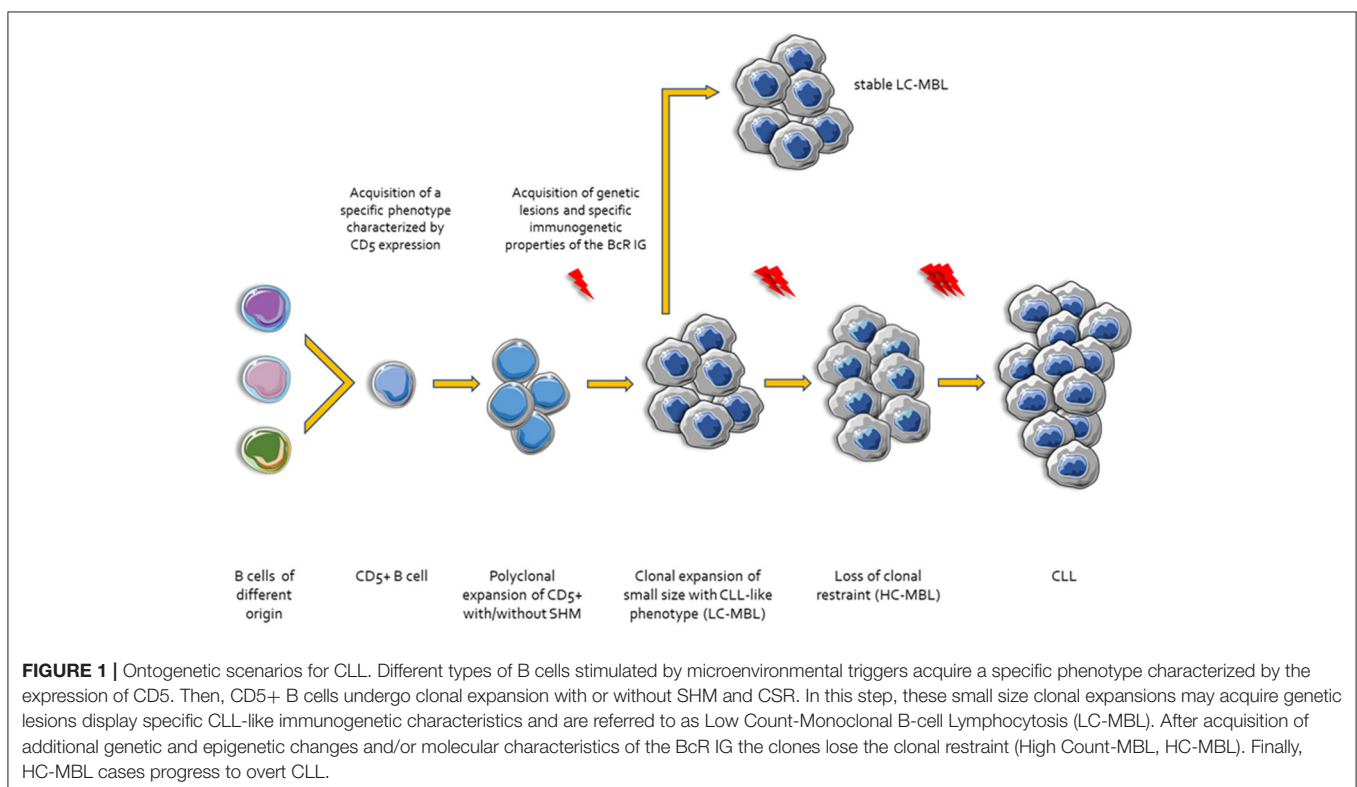 stable LC-MBL
Acquisition of a
specific phenotype
characterized by
CD5 expression
Acquisition of genetic
lesions and specific
immunogenetic
properties of the BcR IG
B cells of
different
origin
CD5+ B cell
Polyclonal
expansion of CD5+
with/without SHM
Clonal expansion of
small size with CLL-like
phenotype (LC-MBL)
Loss of clonal
restraint (HC-MBL)
CLL
FIGURE 1 | Ontogenetic scenarios for CLL. Different types of B cells stimulated by microenvironmental triggers acquire a specific phenotype characterized by the
expression of CD5. Then, CD5+ B cells undergo clonal expansion with or without SHM and CSR. In this step, these small size clonal expansions may acquire genetic
lesions display specific CLL-like immunogenetic characteristics and are referred to as Low Count-Monoclonal B-cell Lymphocytosis (LC-MBL). After acquisition of
additional genetic and epigenetic changes and/or molecular characteristics of the BcR IG the clones lose the clonal restraint (High Count-MBL, HC-MBL). Finally,
HC-MBL cases progress to overt CLL.